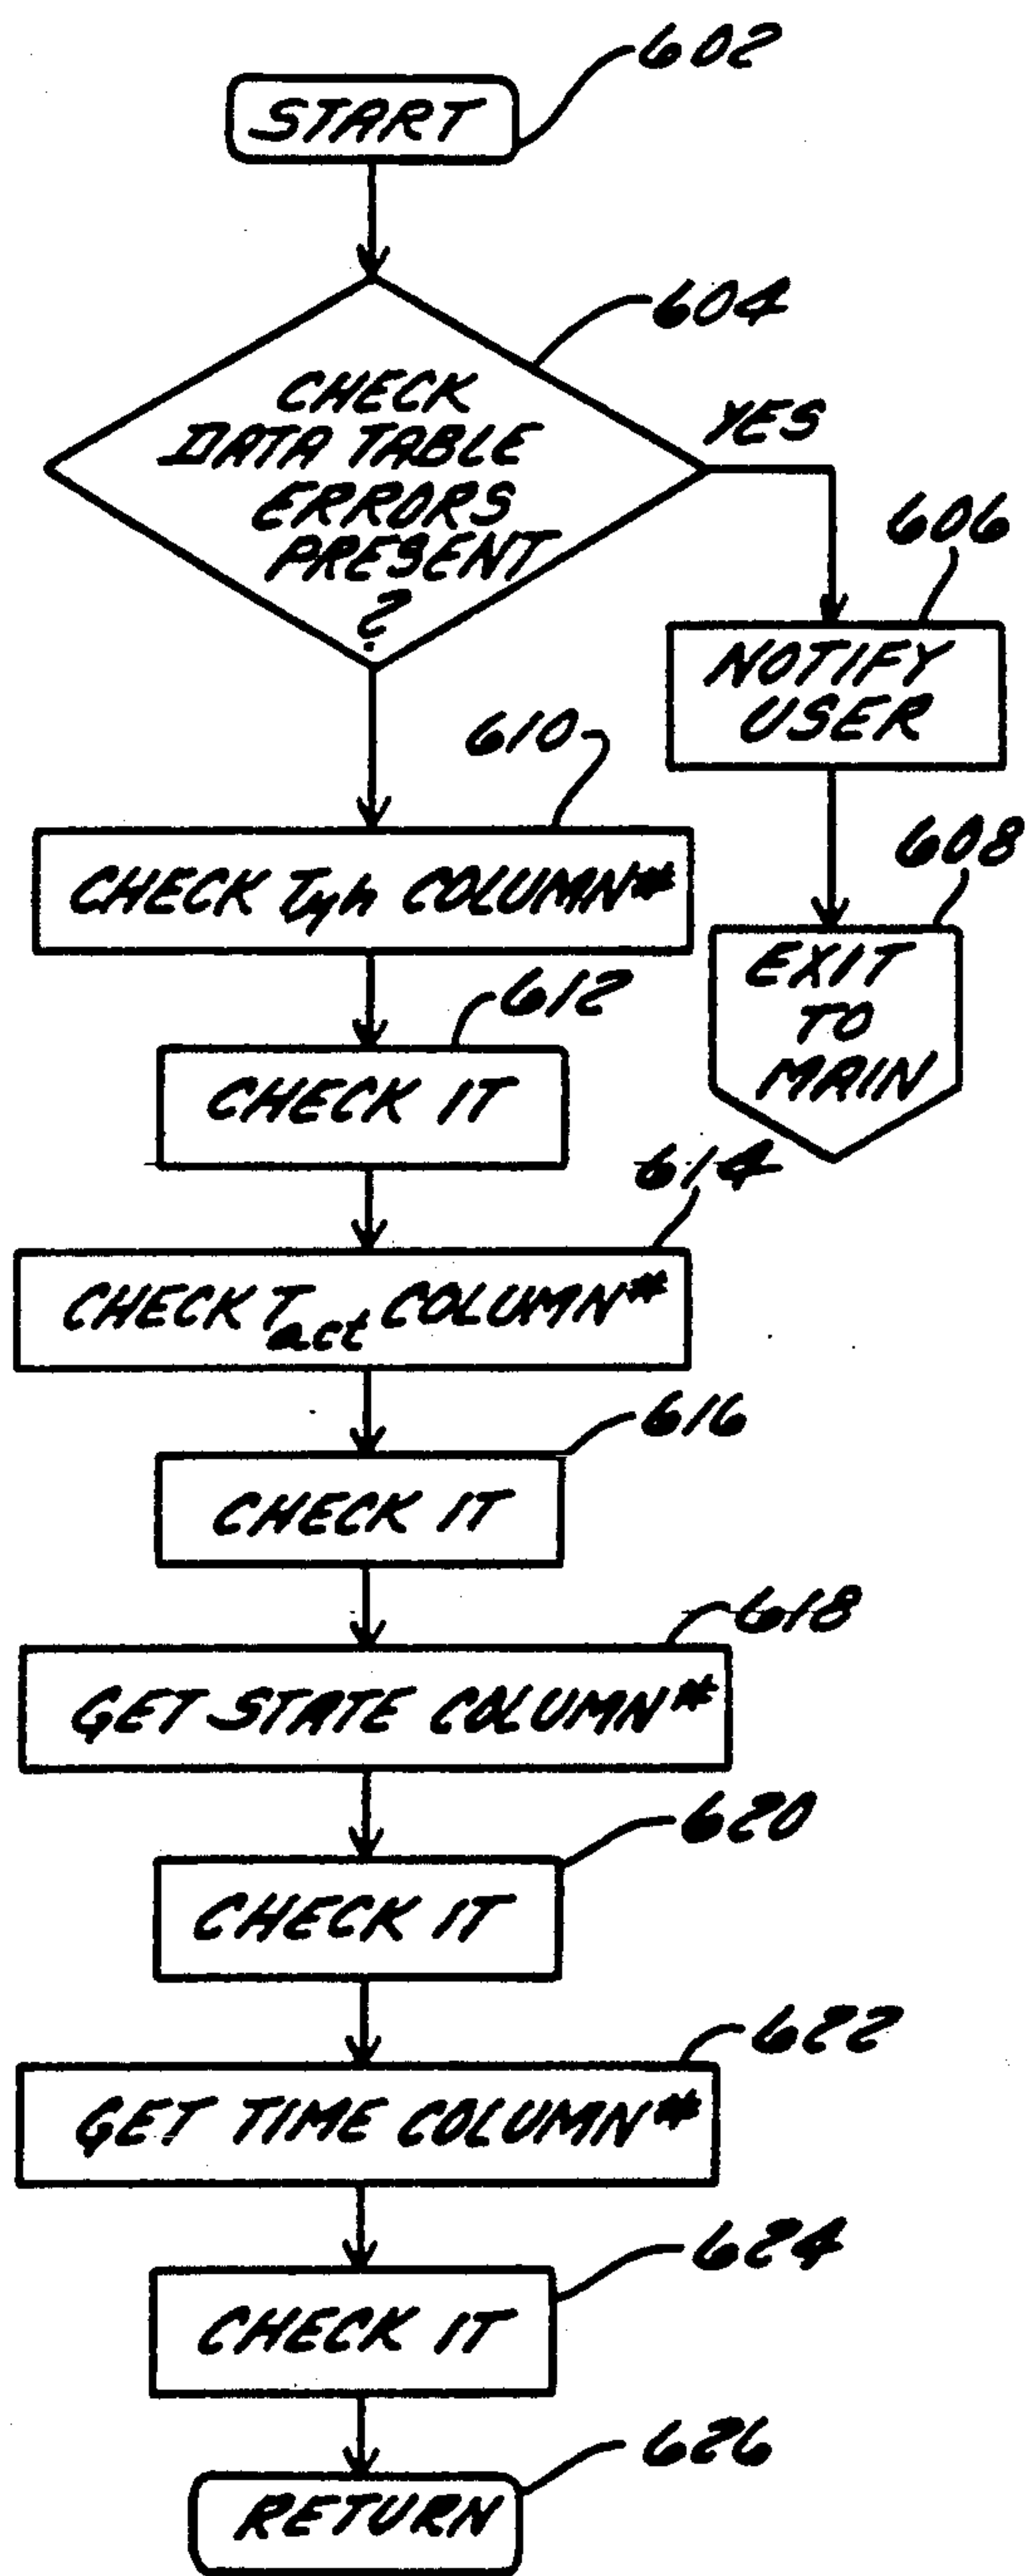 602
START
604
CHECK
DATA TABLE
ERRORS
PRESENT
?
YES
606
NOTIFY
USER
608
EXIT
TO
MAIN
610
CHECK Tyh COLUMN#
612
CHECK IT
614
CHECK Tact COLUMN#
616
CHECK IT
618
GET STATE COLUMN#
620
CHECK IT
622
GET TIME COLUMN#
624
CHECK IT
626
RETURN